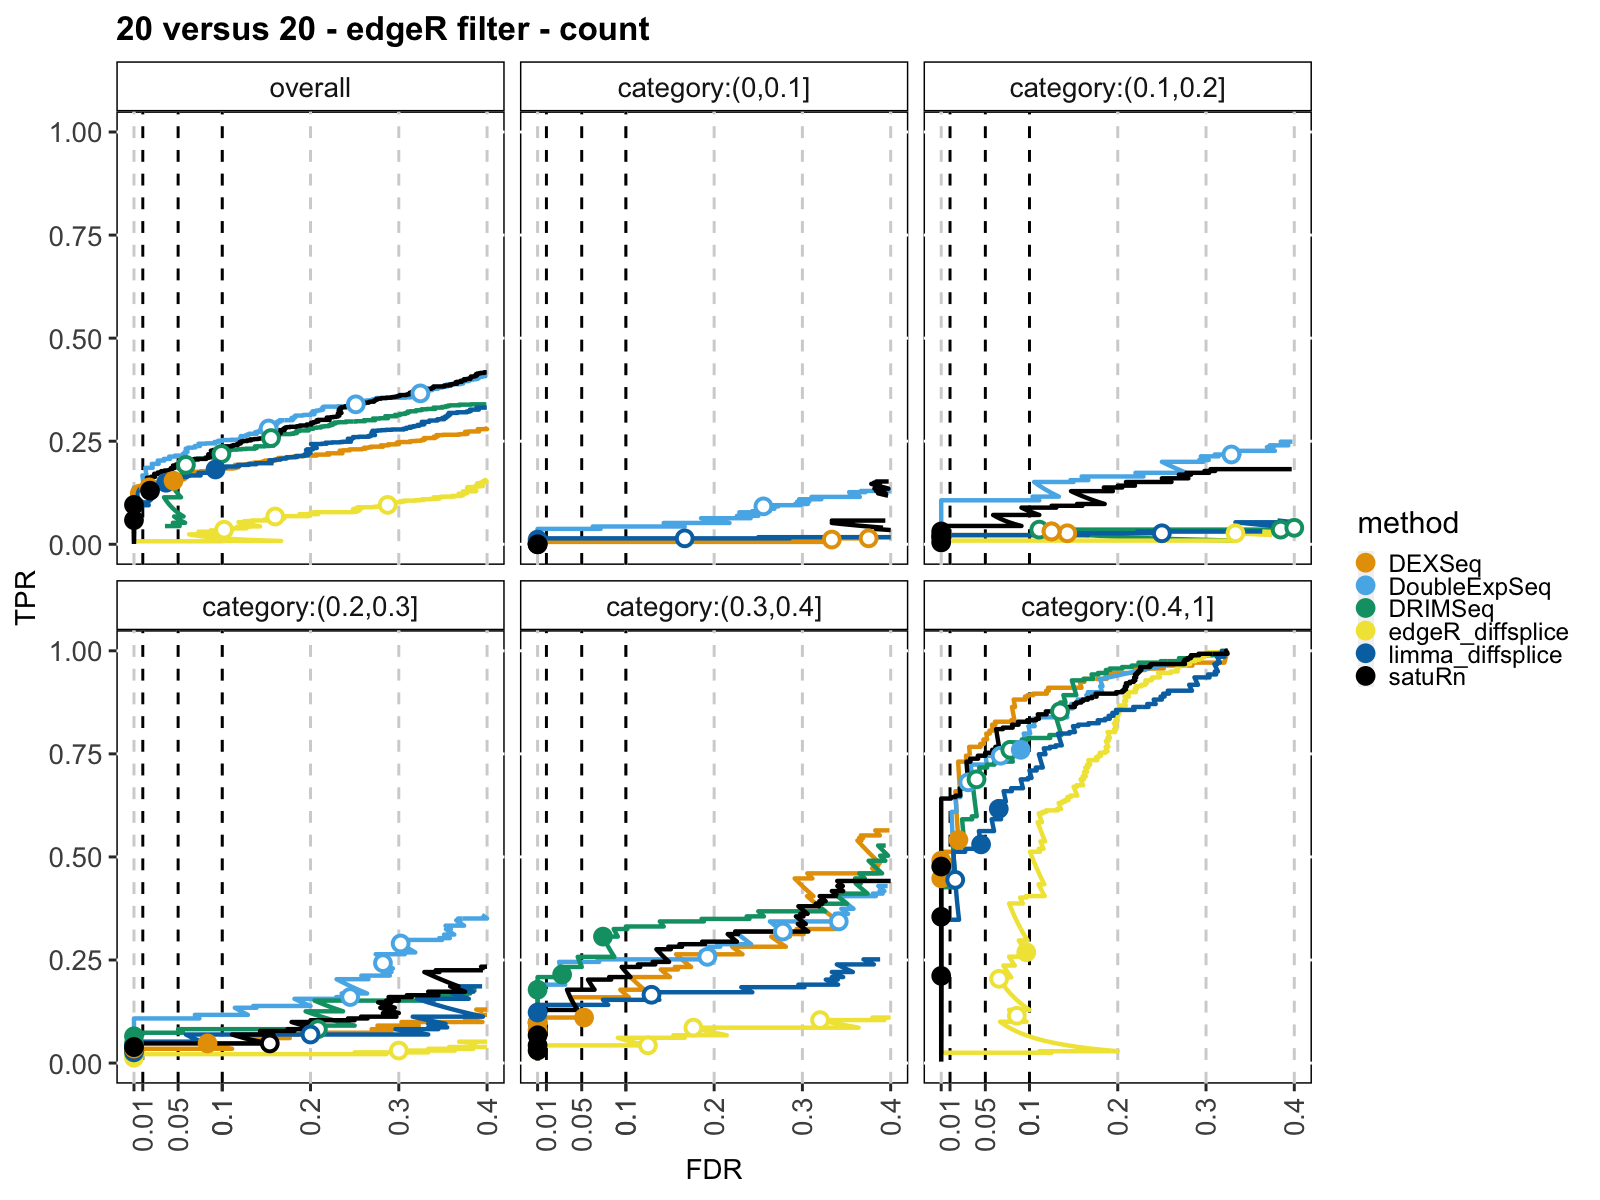 20 versus 20 - edgeR filter - count
overall
category:(0,0.1]
category:(0.1,0.2]
1.00
0.75
0.50
0.25
0.00
category:(0.2,0.3]
category:(0.3,0.4]
category:(0.4,1]
1.00
0.75
0.50
0.25
0.00
TPR
0.01
0.05
0.1
0.2
0.3
0.4
0.01
0.05
0.1
0.2
0.3
0.4
0.01
0.05
0.1
0.2
0.3
0.4
FDR
method
DEXSeq
DoubleExpSeq
DRIMSeq
edgeR_diffsplice
limma_diffsplice
satuRn